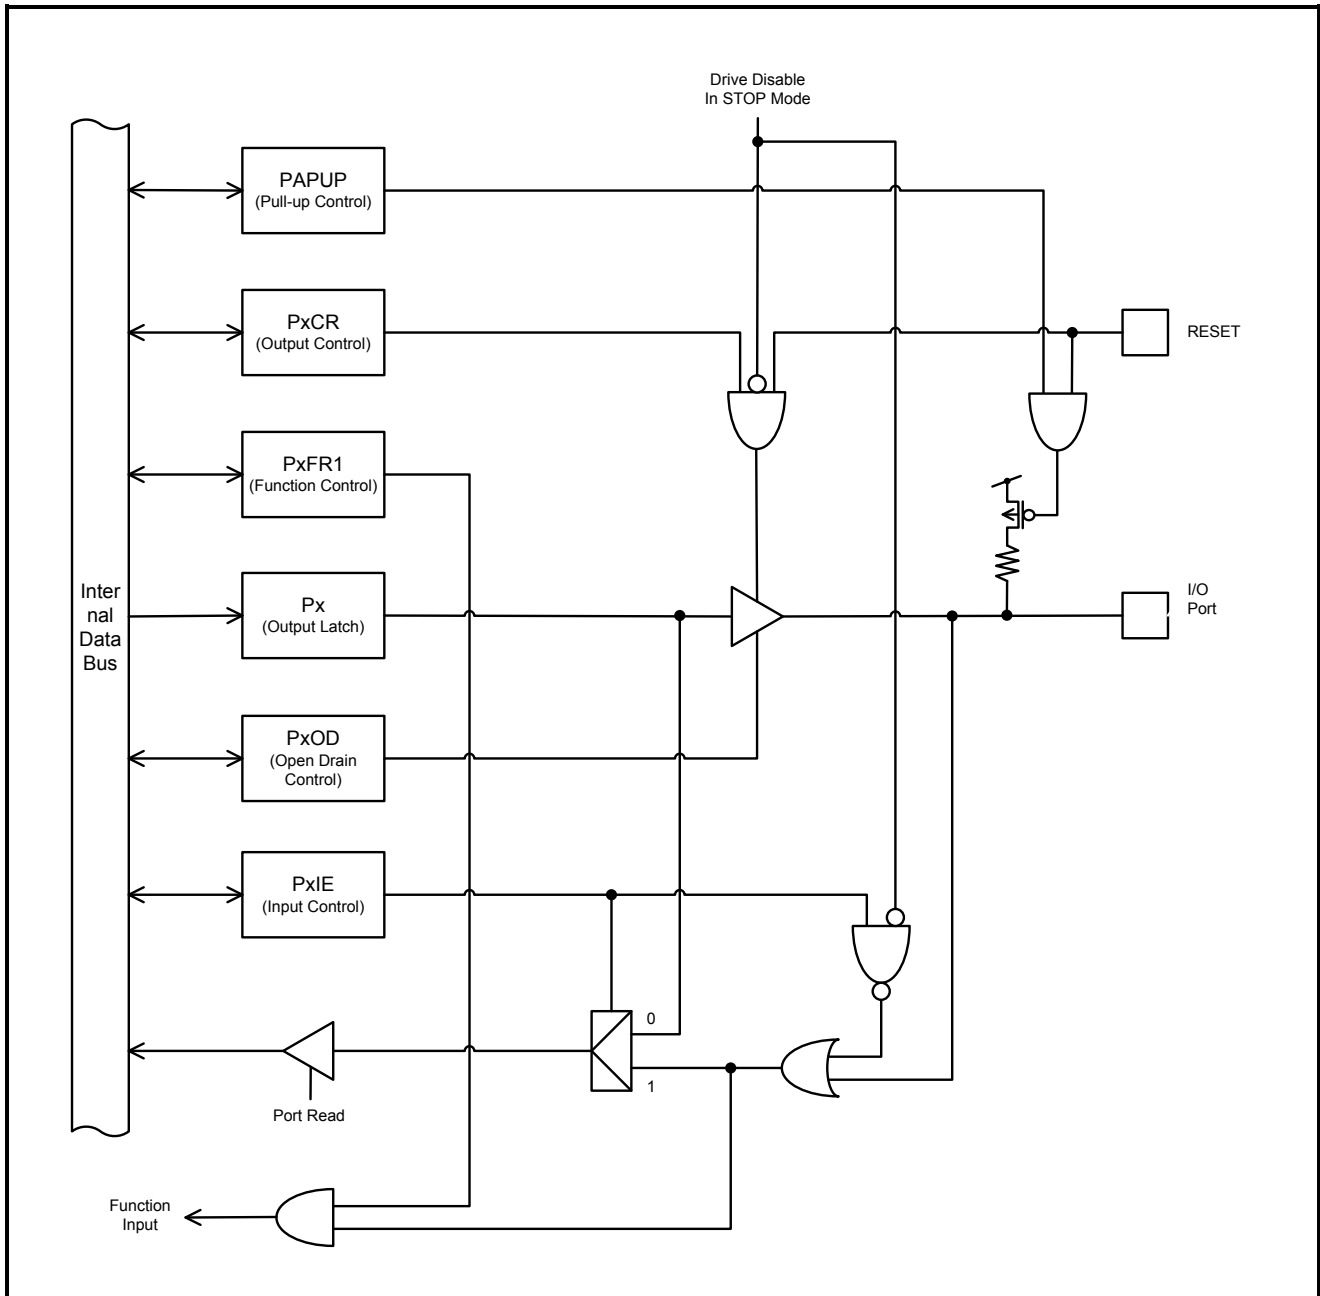 Drive Disable
In STOP Mode
PAPUP
(Pull-up Control)
PxCR
(Output Control)
RESET
PxFR1
(Function Control)
Inter
nal
Data
Bus
Px
(Output Latch)
I/O
Port
PxOD
(Open Drain
Control)
PxIE
(Input Control)
0
1
Port Read
Function
Input